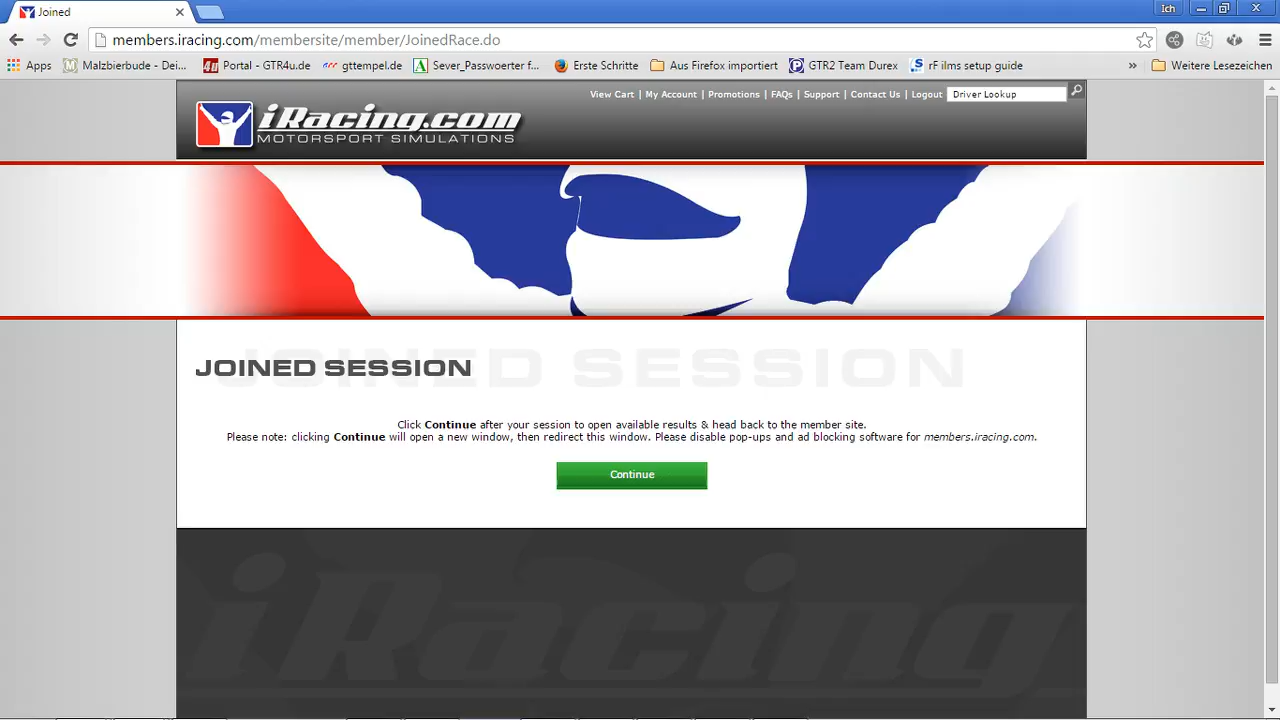 Joined
Ich
members.iracing.com/membersite/member/JoinedRace.do
Apps Malzbierbude - Dei... Portal - GTR4u.de gttempel.de Sever_Passwoerter f... Erste Schritte Aus Firefox importiert GTR2 Team Durex rF ilms setup guide » Weitere Lesezeichen
View Cart | My Account | Promotions | FAQs | Support | Contact Us | Logout Driver Lookup
iRacing.com
MOTORSPORT SIMULATIONS
JOINED SESSION
JOINED SESSION
Click Continue after your session to open available results & head back to the member site.
Please note: clicking Continue will open a new window, then redirect this window. Please disable pop-ups and ad blocking software for members.iracing.com.
Continue
iRacing